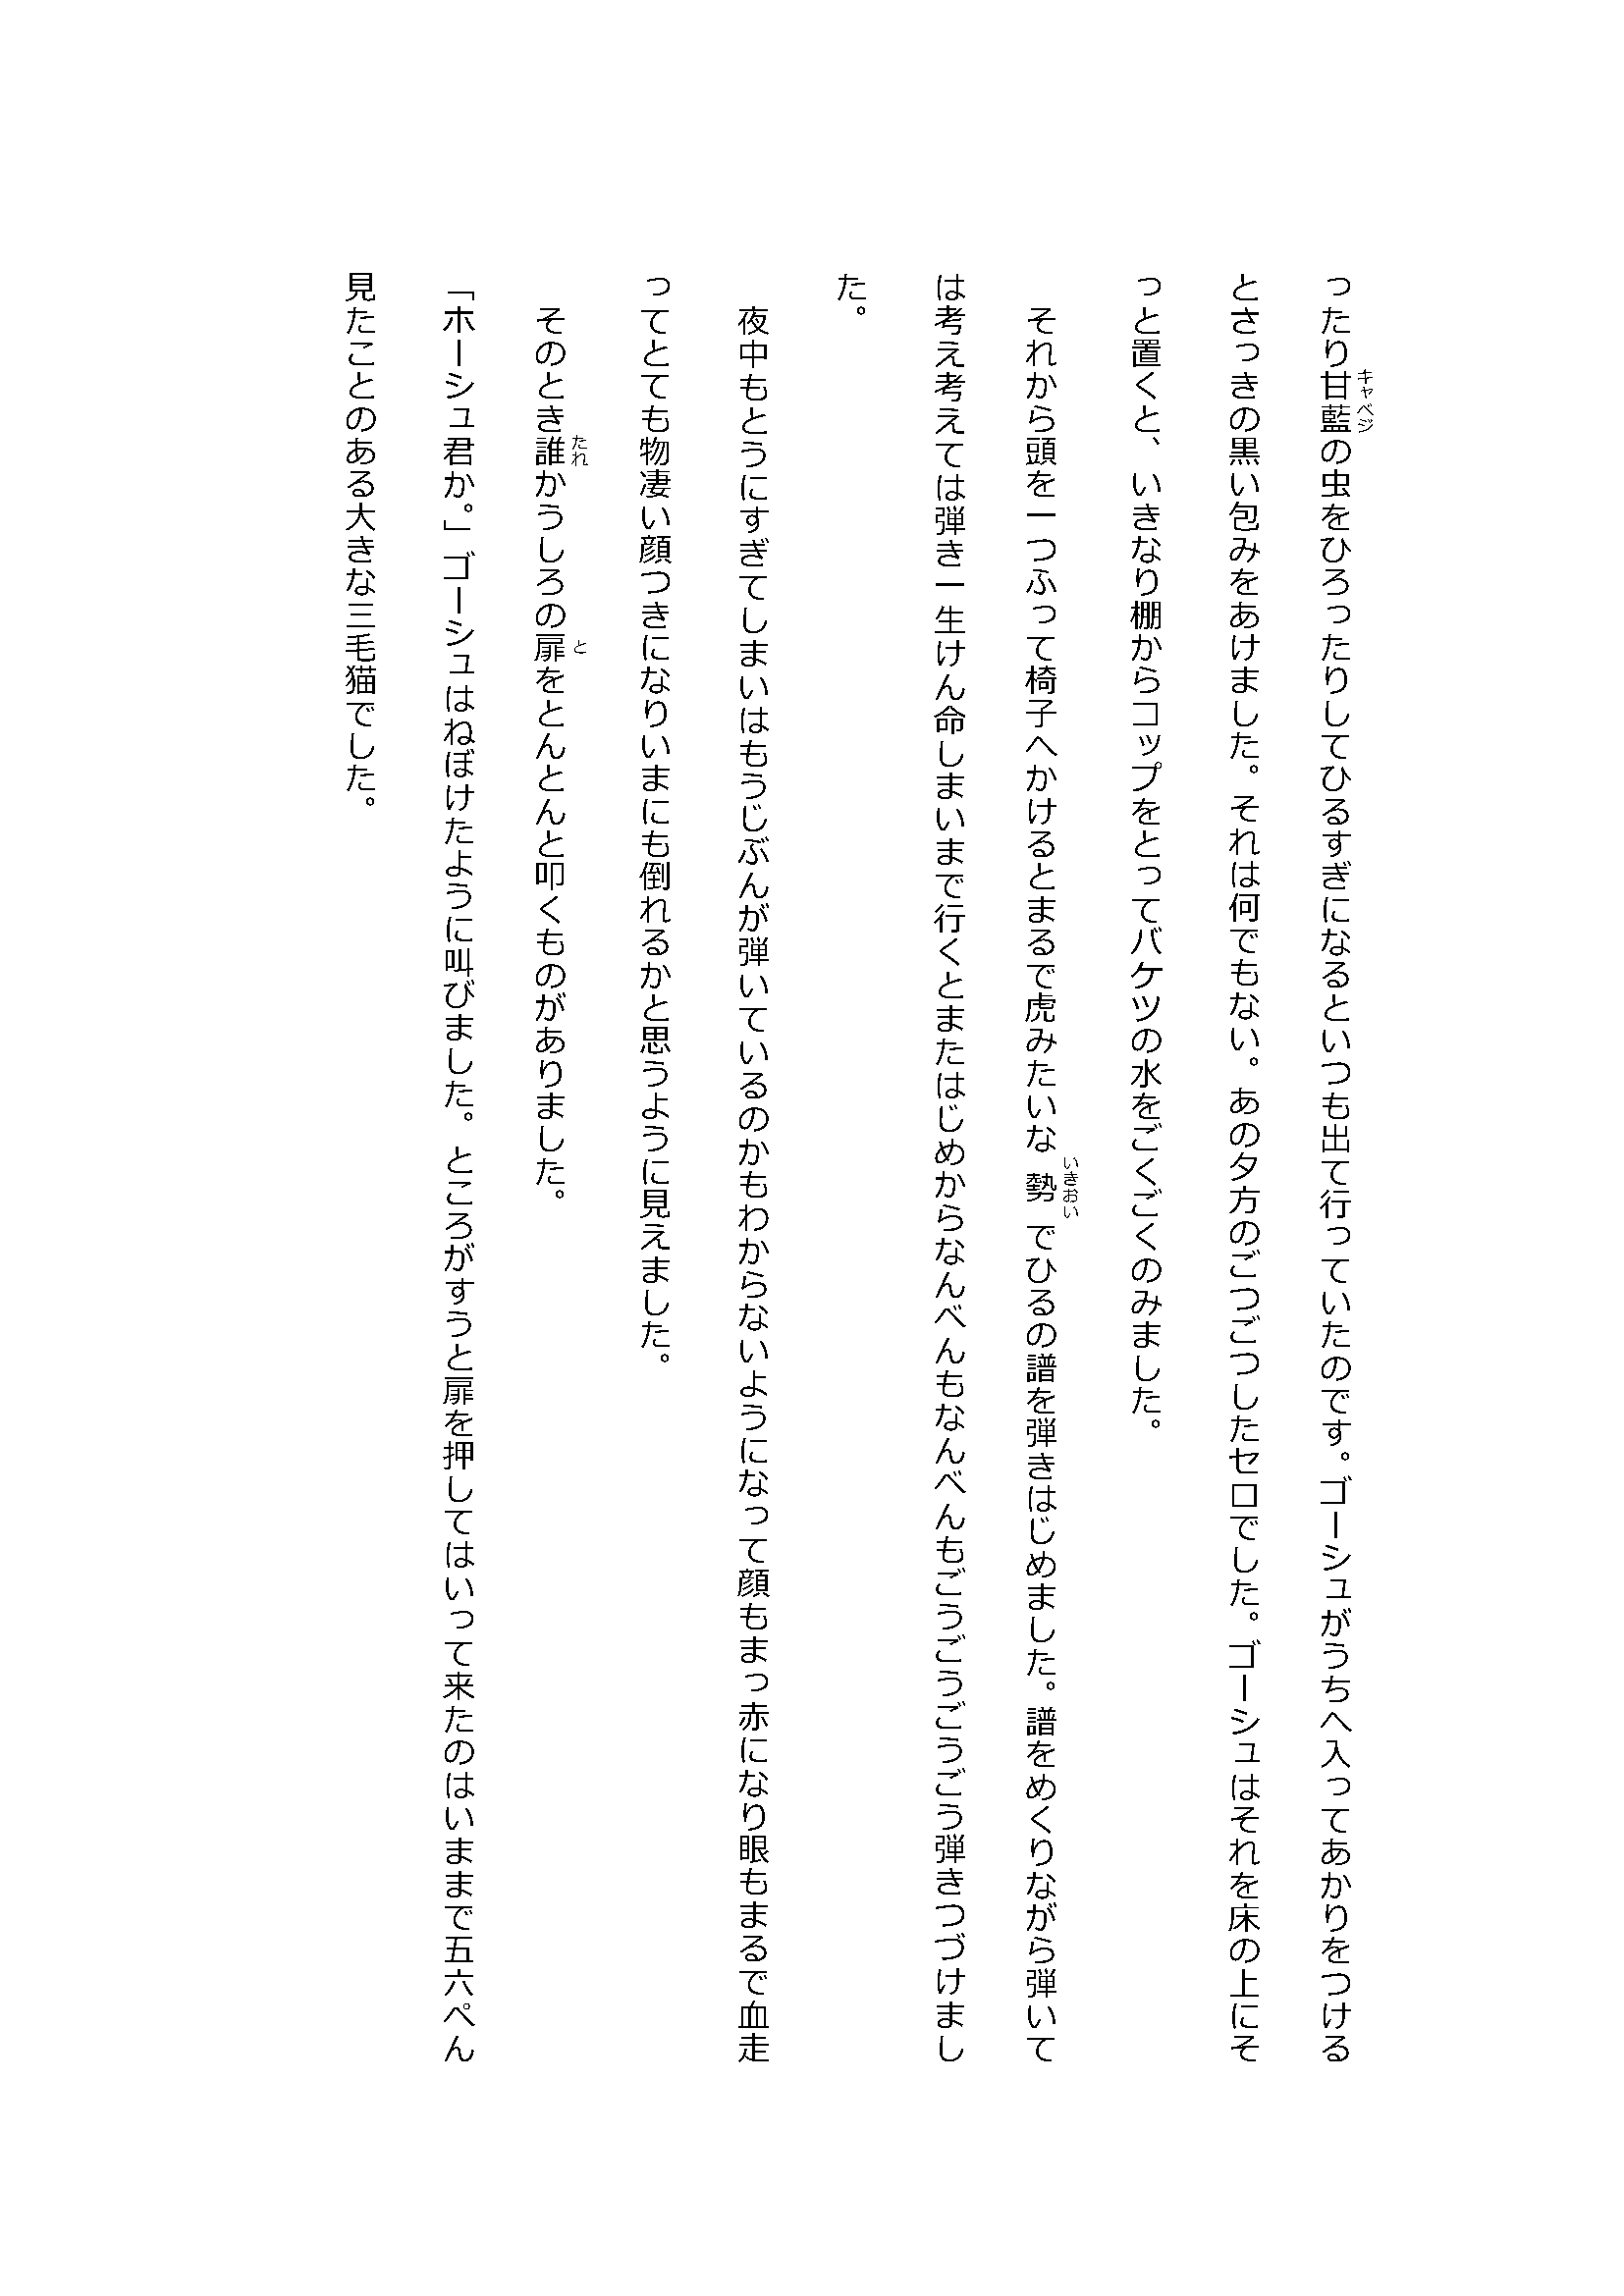 ったり甘藍の虫をひろったりしてひるすぎになるといつも出て行っていたのです。ゴーシュがうちへ入ってあかりをつける
キャベジ
とさっきの黒い包みをあけました。それは何でもない。あの夕方のごつごつしたセロでした。ゴーシュはそれを床の上にそ
っと置くと、いきなり棚からコップをとってバケツの水をごくごくのみました。
　それから頭を一つふって椅子へかけるとまるで虎みたいな勢でひるの譜を弾きはじめました。譜をめくりながら弾いて
いきおい
は考え考えては弾き一生けん命しまいまで行くとまたはじめからなんべんもなんべんもごうごうごうごう弾きつづけまし
た。
　夜中もとうにすぎてしまいはもうじぶんが弾いているのかもわからないようになって顔もまっ赤になり眼もまるで血走
ってとても物凄い顔つきになりいまにも倒れるかと思うように見えました。
　そのとき誰かうしろの扉をとんとんと叩くものがありました。
たれ
と
「ホーシュ君か。」ゴーシュはねぼけたように叫びました。ところがすうと扉を押してはいって来たのはいままで五六ぺん
見たことのある大きな三毛猫でした。